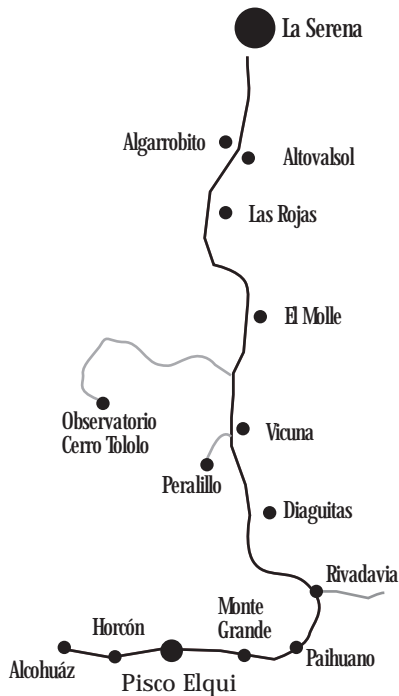 La Serena
Algarrobito
Altovalsol
Las Rojas
El Molle
Observatorio
Cerro Tololo
Vicuna
Peralillo
Diaguitas
Rivadavia
Monte
Grande
Horcón
Paihuano
Alcohuáz
Pisco Elqui